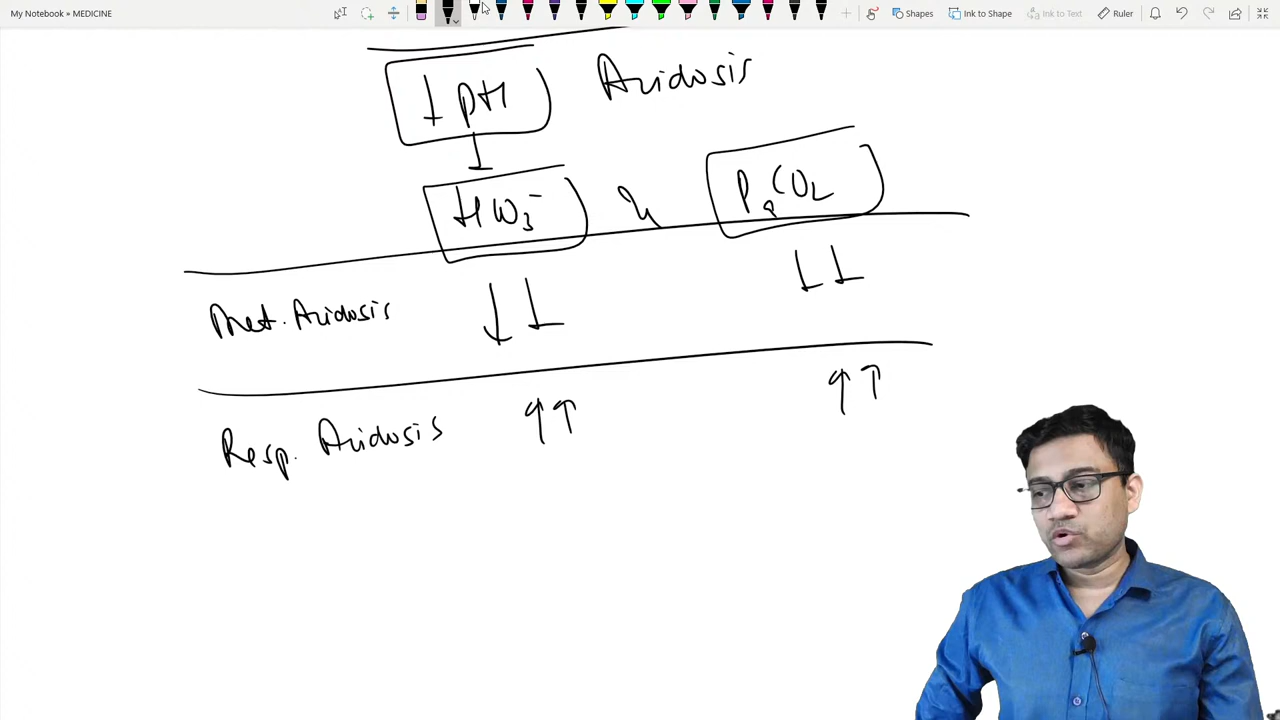 My Notebook » MEDICINE
Shapes Ink to Shape Ink to Text Ruler
↓ pH Acidosis
HCO3⁻ & PaCO2
Met. Acidosis ↓↓ ↓↓
Resp. Acidosis ↑↑ ↑↑